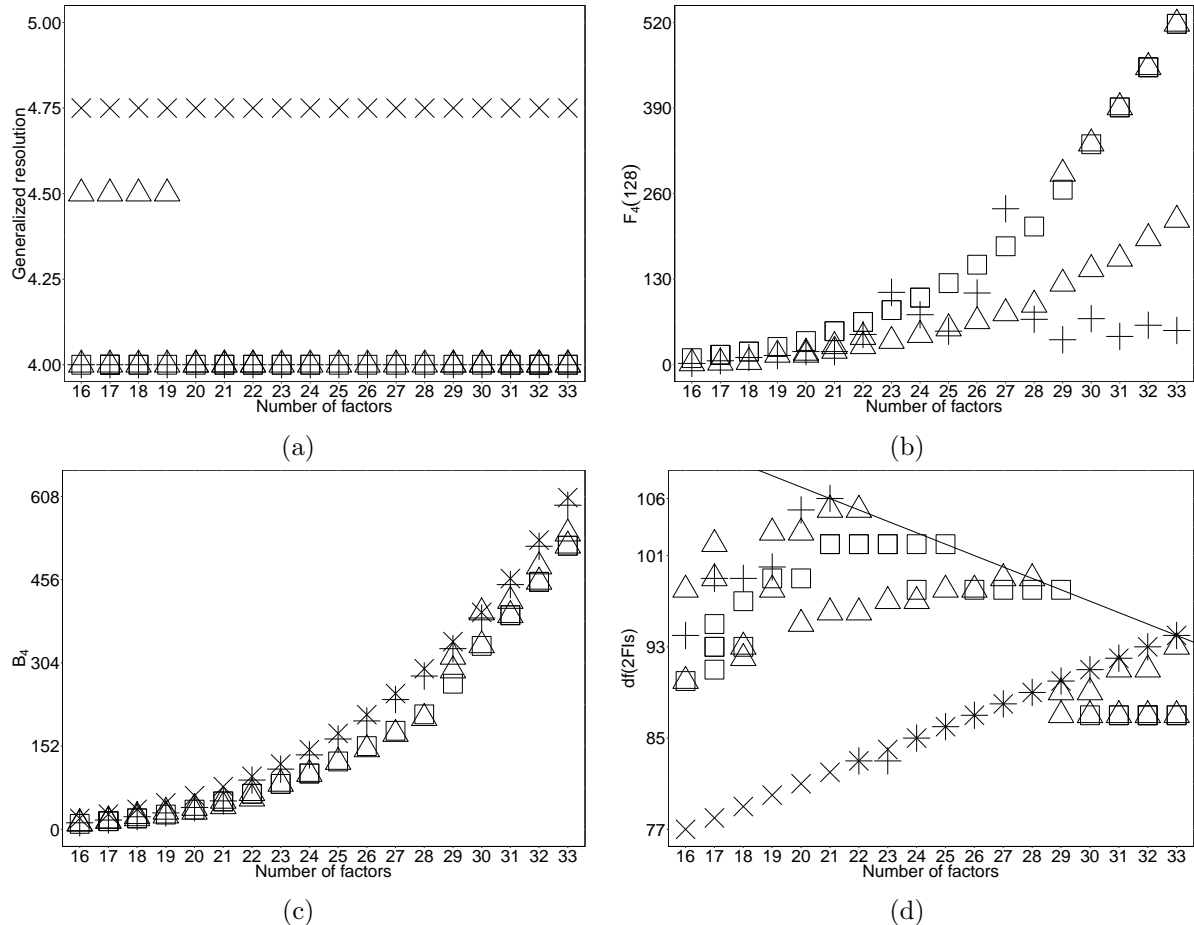 5.00
4.75
4.50
4.25
4.00
Generalized resolution
16 17 18 19 20 21 22 23 24 25 26 27 28 29 30 31 32 33
Number of factors
(a)
520
390
260
130
0
F4(128)
16 17 18 19 20 21 22 23 24 25 26 27 28 29 30 31 32 33
Number of factors
(b)
608
456
304
152
0
B4
16 17 18 19 20 21 22 23 24 25 26 27 28 29 30 31 32 33
Number of factors
(c)
106
101
93
85
77
df(2FIs)
16 17 18 19 20 21 22 23 24 25 26 27 28 29 30 31 32 33
Number of factors
(d)